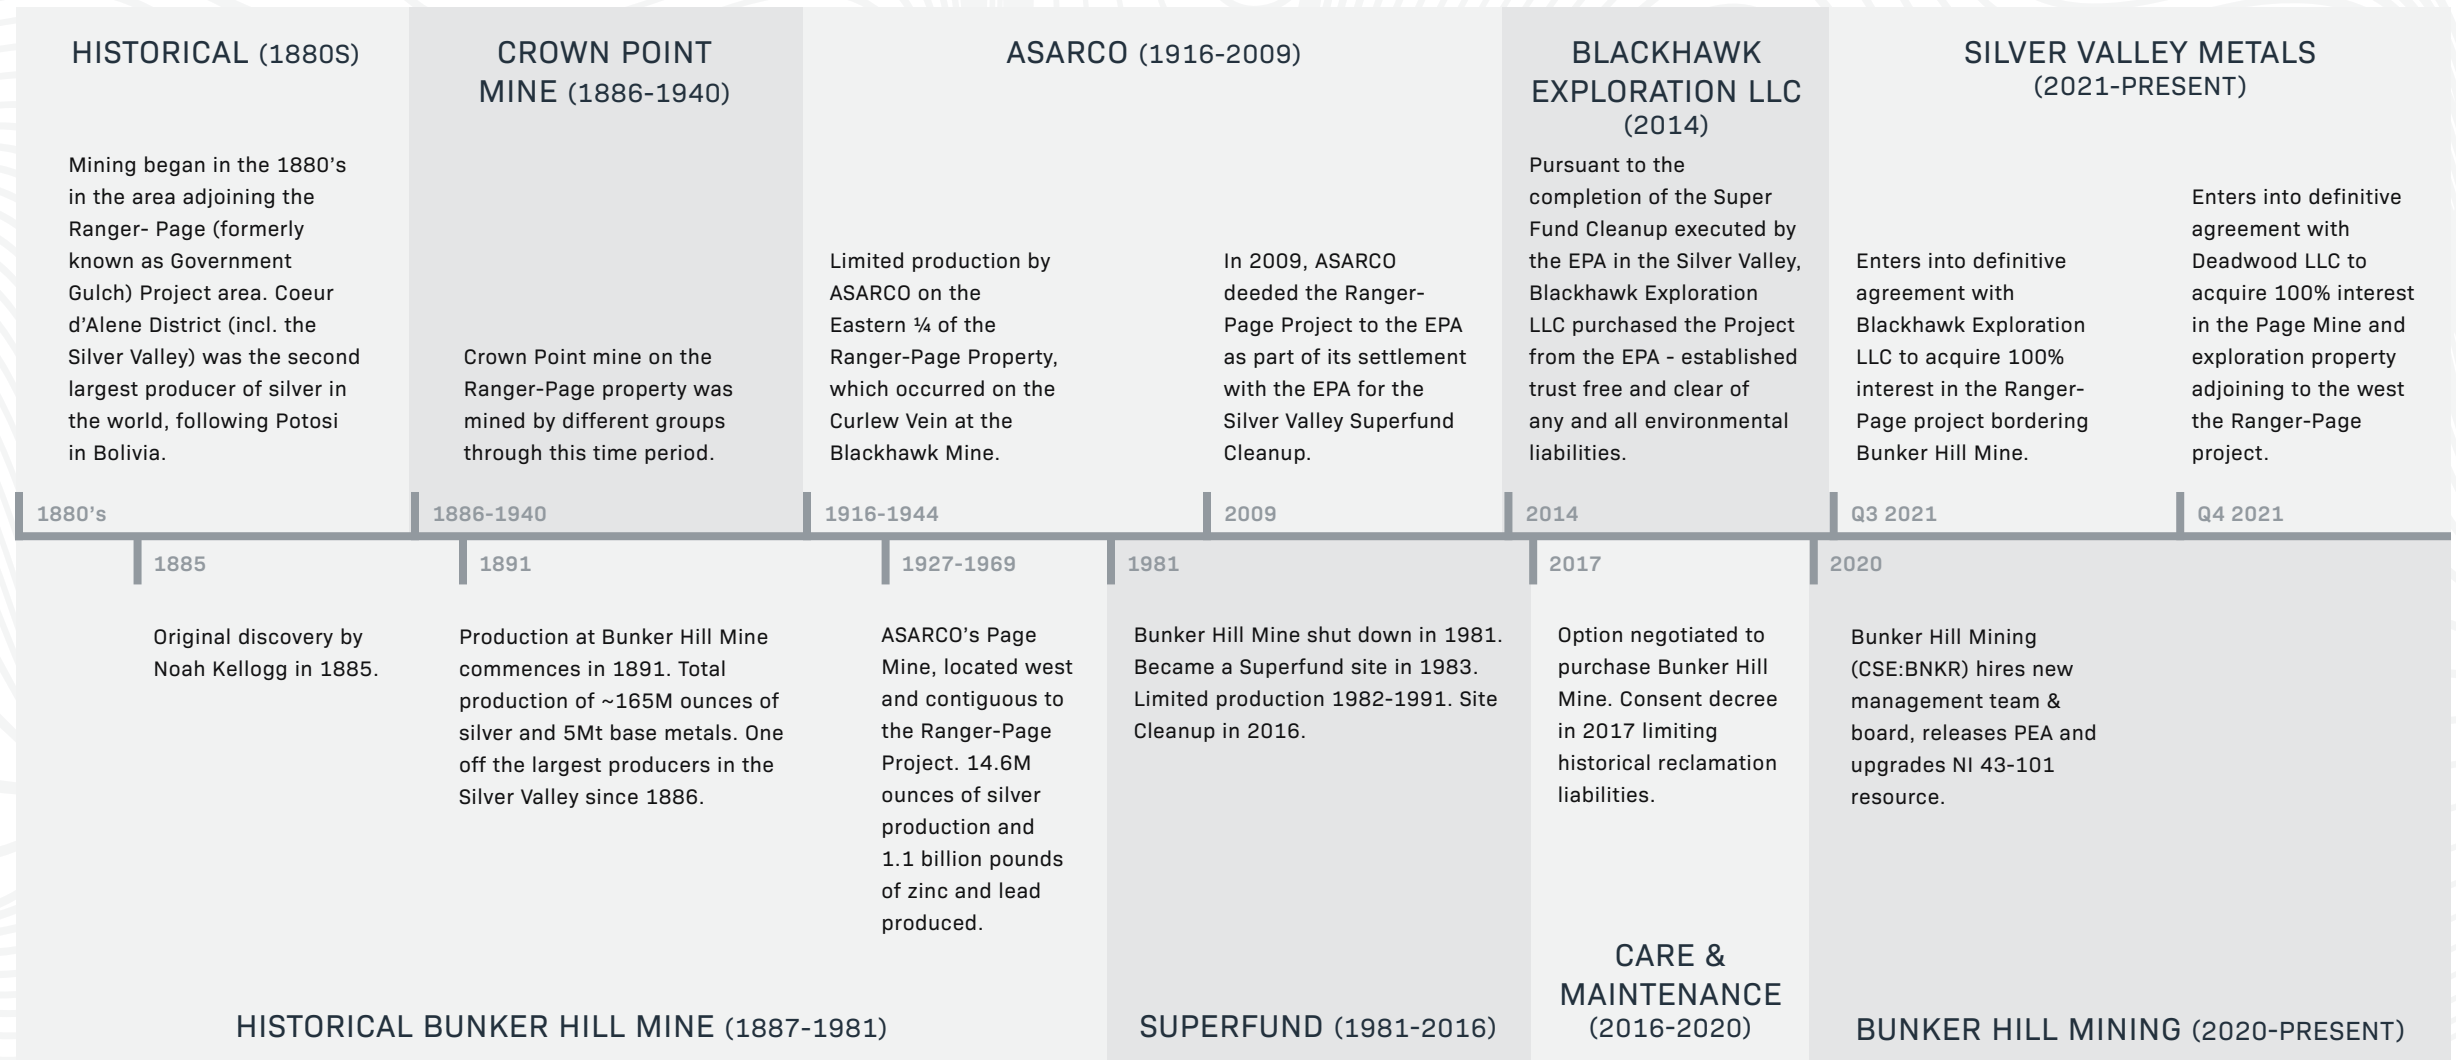 HISTORICAL (1880S)
Mining began in the 1880's
in the area adjoining the
Ranger- Page (formerly
known as Government
Gulch) Project area. Coeur
d'Alene District (incl. the
Silver Valley) was the second
largest producer of silver in
the world, following Potosi
in Bolivia.
1880's
CROWN POINT
MINE (1886-1940)
Crown Point mine on the
Ranger-Page property was
mined by different groups
through this time period.
1886-1940
ASARCO (1916-2009)
Limited production by
ASARCO on the
Eastern ¼ of the
Ranger-Page Property,
which occurred on the
Curlew Vein at the
Blackhawk Mine.
1916-1944
In 2009, ASARCO
deeded the Ranger-
Page Project to the EPA
as part of its settlement
with the EPA for the
Silver Valley Superfund
Cleanup.
2009
BLACKHAWK
EXPLORATION LLC
(2014)
Pursuant to the
completion of the Super
Fund Cleanup executed by
the EPA in the Silver Valley,
Blackhawk Exploration
LLC purchased the Project
from the EPA - established
trust free and clear of
any and all environmental
liabilities.
2014
SILVER VALLEY METALS
(2021-PRESENT)
Enters into definitive
agreement with
Blackhawk Exploration
LLC to acquire 100%
interest in the Ranger-
Page project bordering
Bunker Hill Mine.
Q3 2021
Enters into definitive
agreement with
Deadwood LLC to
acquire 100% interest
in the Page Mine and
exploration property
adjoining to the west
the Ranger-Page
project.
Q4 2021
1885
Original discovery by
Noah Kellogg in 1885.
1891
Production at Bunker Hill Mine
commences in 1891. Total
production of ~165M ounces of
silver and 5Mt base metals. One
off the largest producers in the
Silver Valley since 1886.
1927-1969
ASARCO's Page
Mine, located west
and contiguous to
the Ranger-Page
Project. 14.6M
ounces of silver
production and
1.1 billion pounds
of zinc and lead
produced.
HISTORICAL BUNKER HILL MINE (1887-1981)
1981
Bunker Hill Mine shut down in 1981.
Became a Superfund site in 1983.
Limited production 1982-1991. Site
Cleanup in 2016.
SUPERFUND (1981-2016)
2017
Option negotiated to
purchase Bunker Hill
Mine. Consent decree
in 2017 limiting
historical reclamation
liabilities.
CARE &
MAINTENANCE
(2016-2020)
2020
Bunker Hill Mining
(CSE:BNKR) hires new
management team &
board, releases PEA and
upgrades NI 43-101
resource.
BUNKER HILL MINING (2020-PRESENT)